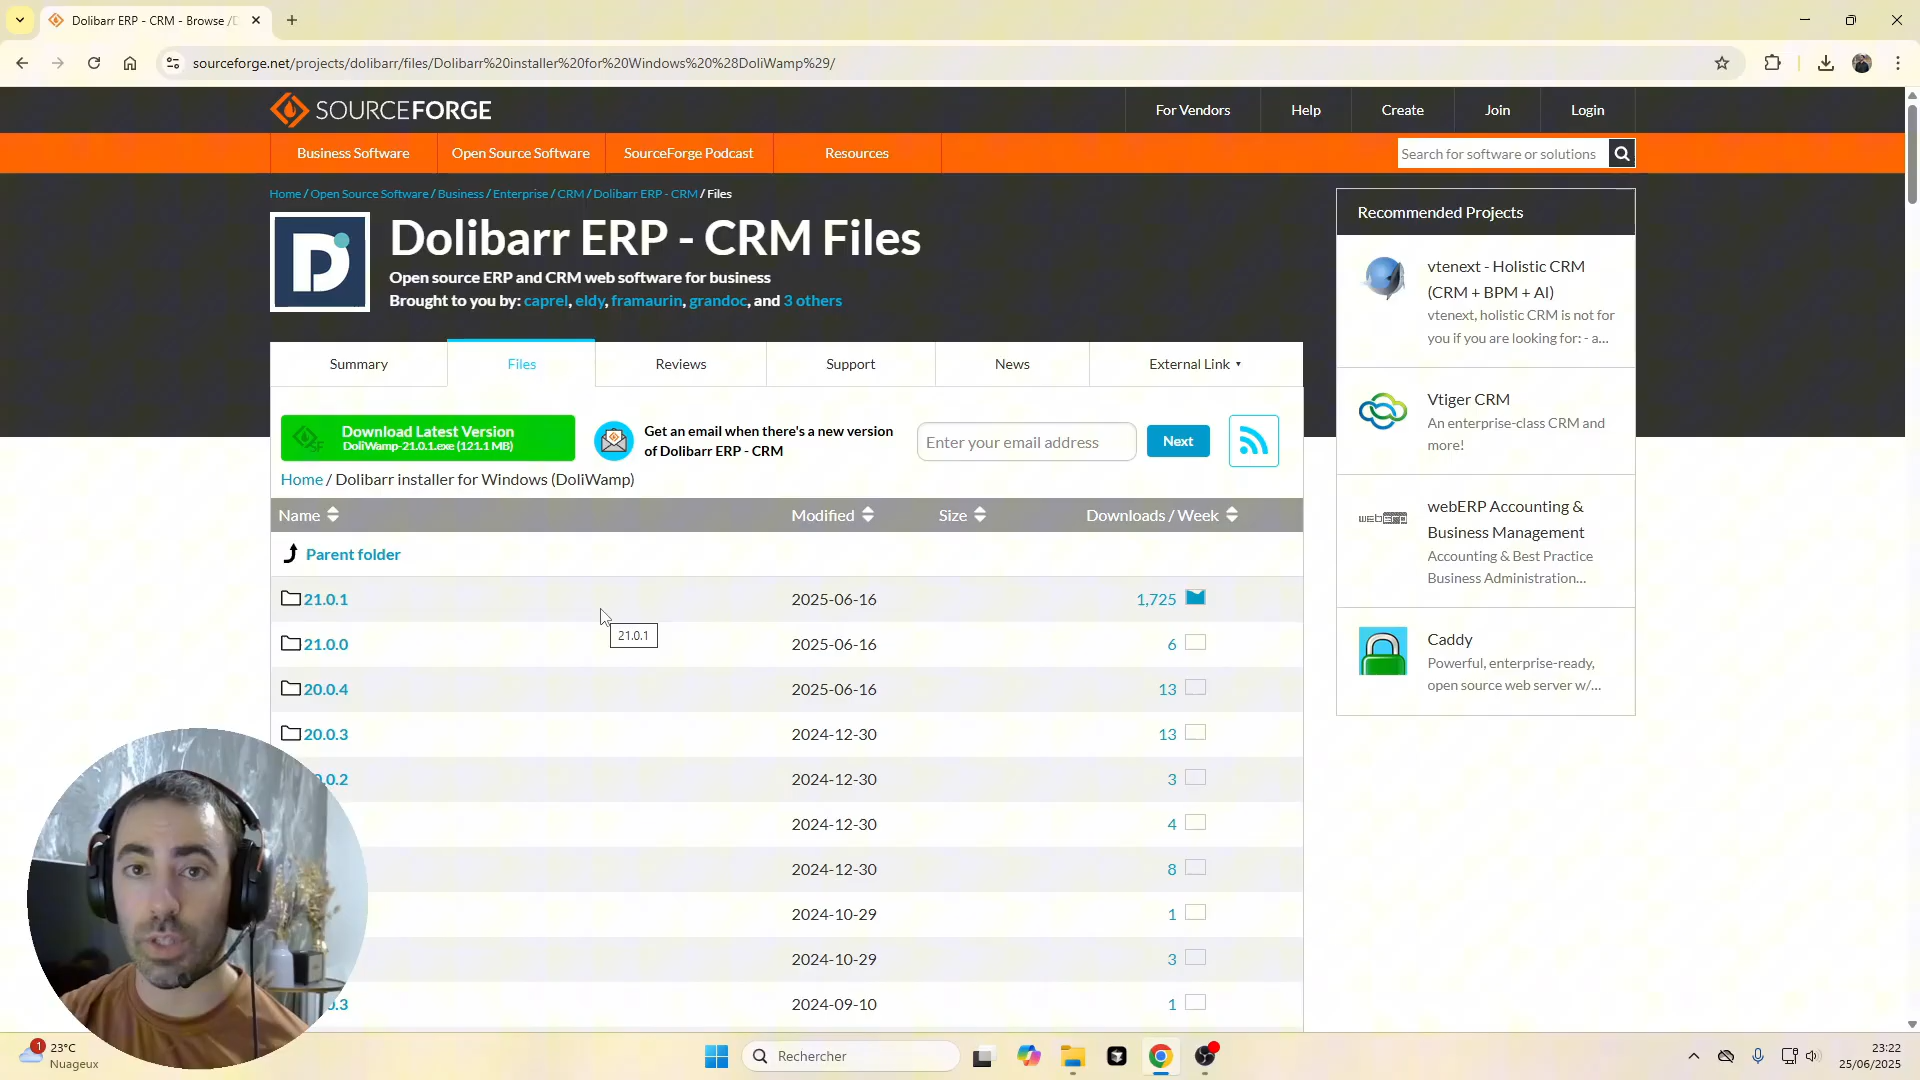 Dolibarr ERP - CRM - Browse /D
sourceforge.net/projects/dolibarr/files/Dolibarr%20installer%20for%20Windows%20%28DoliWamp%29/
SOURCEFORGE
For Vendors
Help
Create
Join
Login
Business Software
Open Source Software
SourceForge Podcast
Resources
Search for software or solutions
Home / Open Source Software / Business / Enterprise / CRM / Dolibarr ERP - CRM / Files
Dolibarr ERP - CRM Files
Open source ERP and CRM web software for business
Brought to you by: caprel, eldy, framaurin, grandoc, and 3 others
Summary
Files
Reviews
Support
News
External Link
Download Latest Version
DoliWamp-21.0.1.exe (121.1 MB)
Get an email when there's a new version
of Dolibarr ERP - CRM
Enter your email address
Next
Home / Dolibarr installer for Windows (DoliWamp)
Name
Modified
Size
Downloads / Week
Parent folder
21.0.1
2025-06-16
1,725
21.0.1
21.0.0
2025-06-16
6
20.0.4
2025-06-16
13
20.0.3
2024-12-30
13
0.2
2024-12-30
3
2024-12-30
4
2024-12-30
8
2024-10-29
1
2024-10-29
3
.3
2024-09-10
1
Recommended Projects
vtenext - Holistic CRM
(CRM + BPM + AI)
vtenext, holistic CRM is not for
you if you are looking for: - a...
Vtiger CRM
An enterprise-class CRM and
more!
webERP
webERP Accounting &
Business Management
Accounting & Best Practice
Business Administration...
Caddy
Powerful, enterprise-ready,
open source web server w/...
1
23°C
Nuageux
Rechercher
23:22
25/06/2025